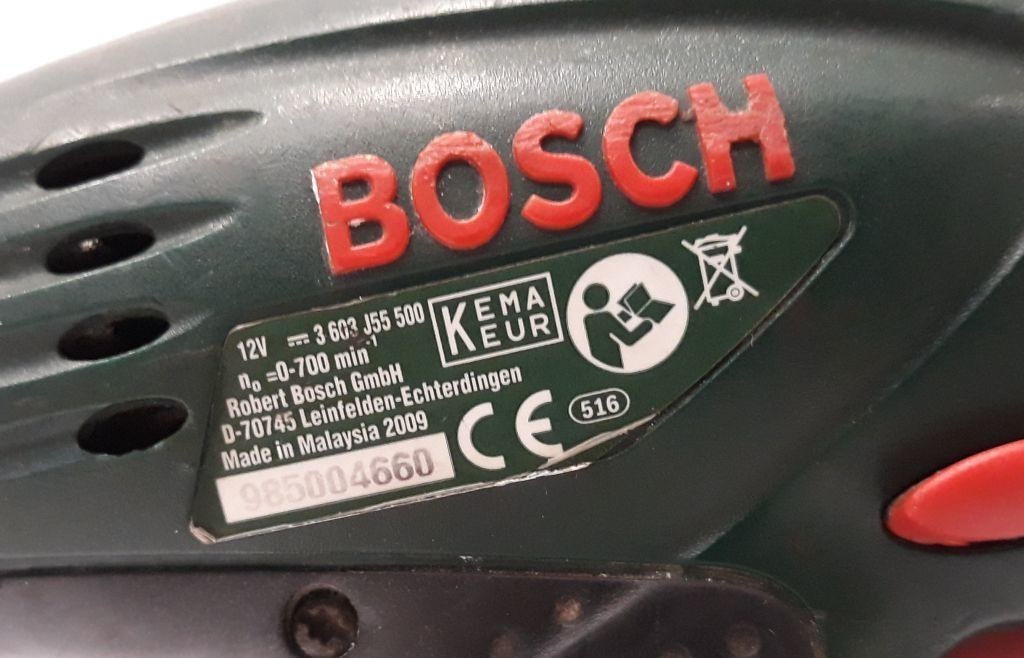 BOSCH
12V ⎓ 3 603 J55 500
n₀ =0-700 min⁻¹
Robert Bosch GmbH
D-70745 Leinfelden-Echterdingen
Made in Malaysia 2009
985004660
KEMA
KEUR
CE
516